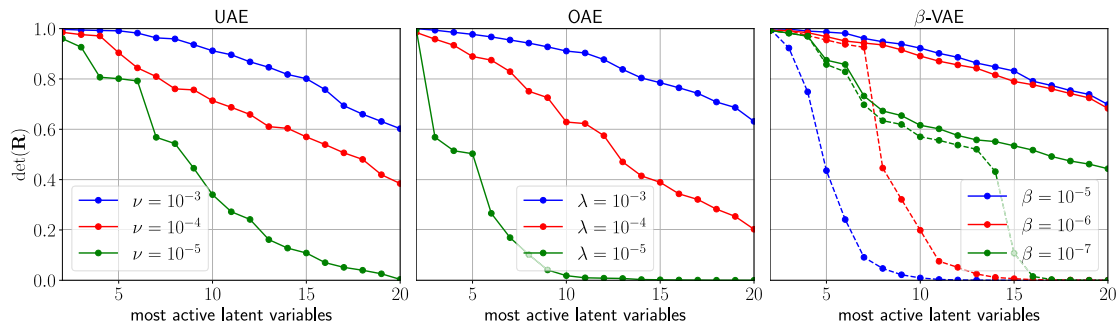 UAE
OAE
β-VAE
det(R)
1.0
0.8
0.6
0.4
0.2
0.0
ν = 10⁻³
ν = 10⁻⁴
ν = 10⁻⁵
λ = 10⁻³
λ = 10⁻⁴
λ = 10⁻⁵
β = 10⁻⁵
β = 10⁻⁶
β = 10⁻⁷
5 10 15 20
5 10 15 20
5 10 15 20
most active latent variables
most active latent variables
most active latent variables